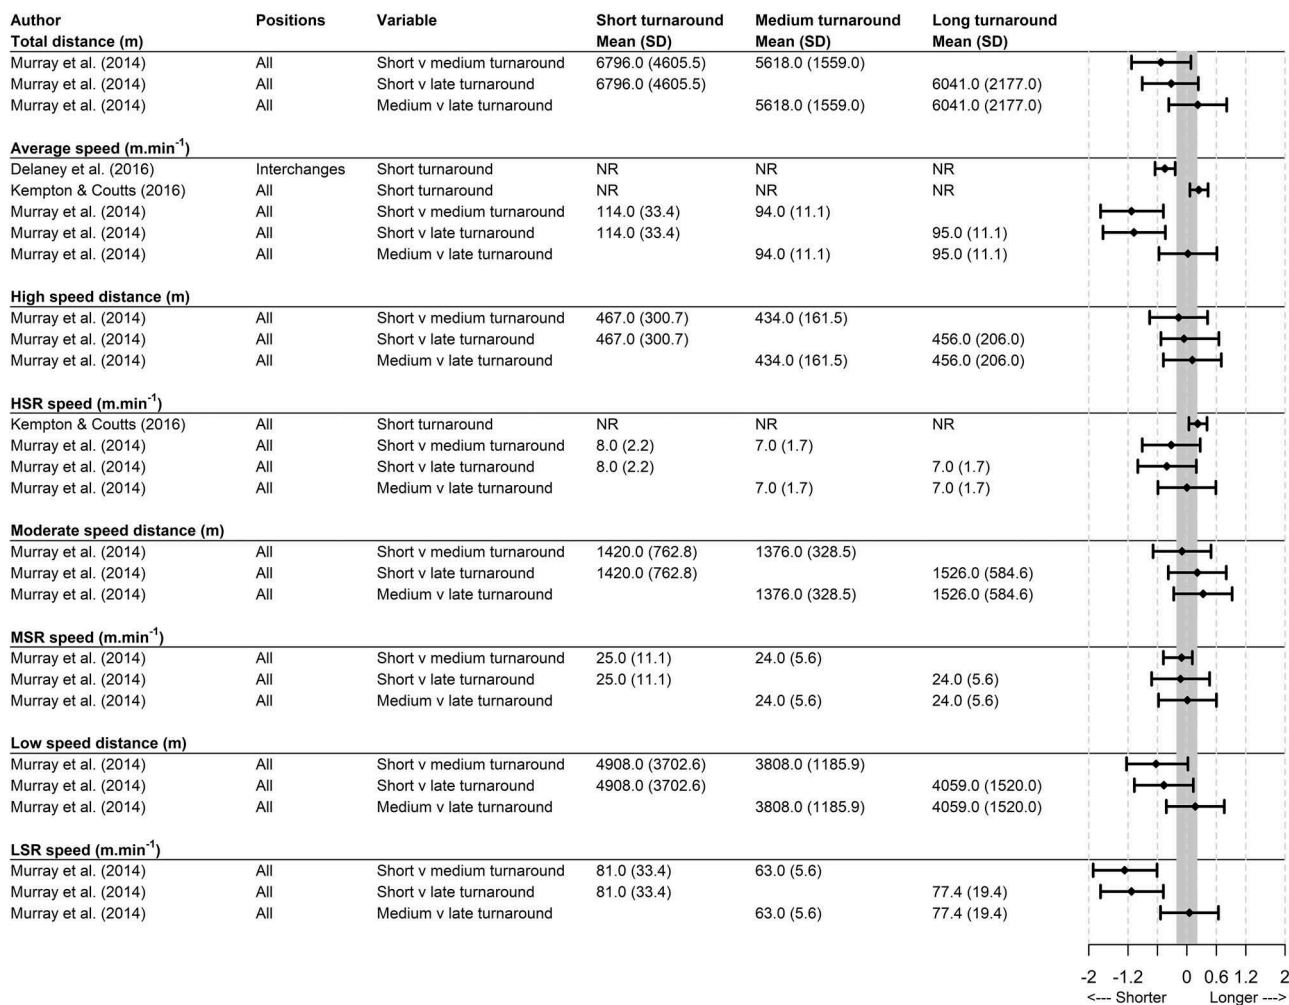 Author Positions Variable Short turnaround Medium turnaround Long turnaround
Total distance (m) Mean (SD) Mean (SD) Mean (SD)
Murray et al. (2014) All Short v medium turnaround 6796.0 (4605.5) 5618.0 (1559.0)
Murray et al. (2014) All Short v late turnaround 6796.0 (4605.5) 6041.0 (2177.0)
Murray et al. (2014) All Medium v late turnaround 5618.0 (1559.0) 6041.0 (2177.0)
Average speed (m.min⁻¹)
Delaney et al. (2016) Interchanges Short turnaround NR NR NR
Kempton & Coutts (2016) All Short turnaround NR NR NR
Murray et al. (2014) All Short v medium turnaround 114.0 (33.4) 94.0 (11.1)
Murray et al. (2014) All Short v late turnaround 114.0 (33.4) 95.0 (11.1)
Murray et al. (2014) All Medium v late turnaround 94.0 (11.1) 95.0 (11.1)
High speed distance (m)
Murray et al. (2014) All Short v medium turnaround 467.0 (300.7) 434.0 (161.5)
Murray et al. (2014) All Short v late turnaround 467.0 (300.7) 456.0 (206.0)
Murray et al. (2014) All Medium v late turnaround 434.0 (161.5) 456.0 (206.0)
HSR speed (m.min⁻¹)
Kempton & Coutts (2016) All Short turnaround NR NR NR
Murray et al. (2014) All Short v medium turnaround 8.0 (2.2) 7.0 (1.7)
Murray et al. (2014) All Short v late turnaround 8.0 (2.2) 7.0 (1.7)
Murray et al. (2014) All Medium v late turnaround 7.0 (1.7) 7.0 (1.7)
Moderate speed distance (m)
Murray et al. (2014) All Short v medium turnaround 1420.0 (762.8) 1376.0 (328.5)
Murray et al. (2014) All Short v late turnaround 1420.0 (762.8) 1526.0 (584.6)
Murray et al. (2014) All Medium v late turnaround 1376.0 (328.5) 1526.0 (584.6)
MSR speed (m.min⁻¹)
Murray et al. (2014) All Short v medium turnaround 25.0 (11.1) 24.0 (5.6)
Murray et al. (2014) All Short v late turnaround 25.0 (11.1) 24.0 (5.6)
Murray et al. (2014) All Medium v late turnaround 24.0 (5.6) 24.0 (5.6)
Low speed distance (m)
Murray et al. (2014) All Short v medium turnaround 4908.0 (3702.6) 3808.0 (1185.9)
Murray et al. (2014) All Short v late turnaround 4908.0 (3702.6) 4059.0 (1520.0)
Murray et al. (2014) All Medium v late turnaround 3808.0 (1185.9) 4059.0 (1520.0)
LSR speed (m.min⁻¹)
Murray et al. (2014) All Short v medium turnaround 81.0 (33.4) 63.0 (5.6)
Murray et al. (2014) All Short v late turnaround 81.0 (33.4) 77.4 (19.4)
Murray et al. (2014) All Medium v late turnaround 63.0 (5.6) 77.4 (19.4)
-2 -1.2 0 0.6 1.2 2
<--- Shorter Longer --->